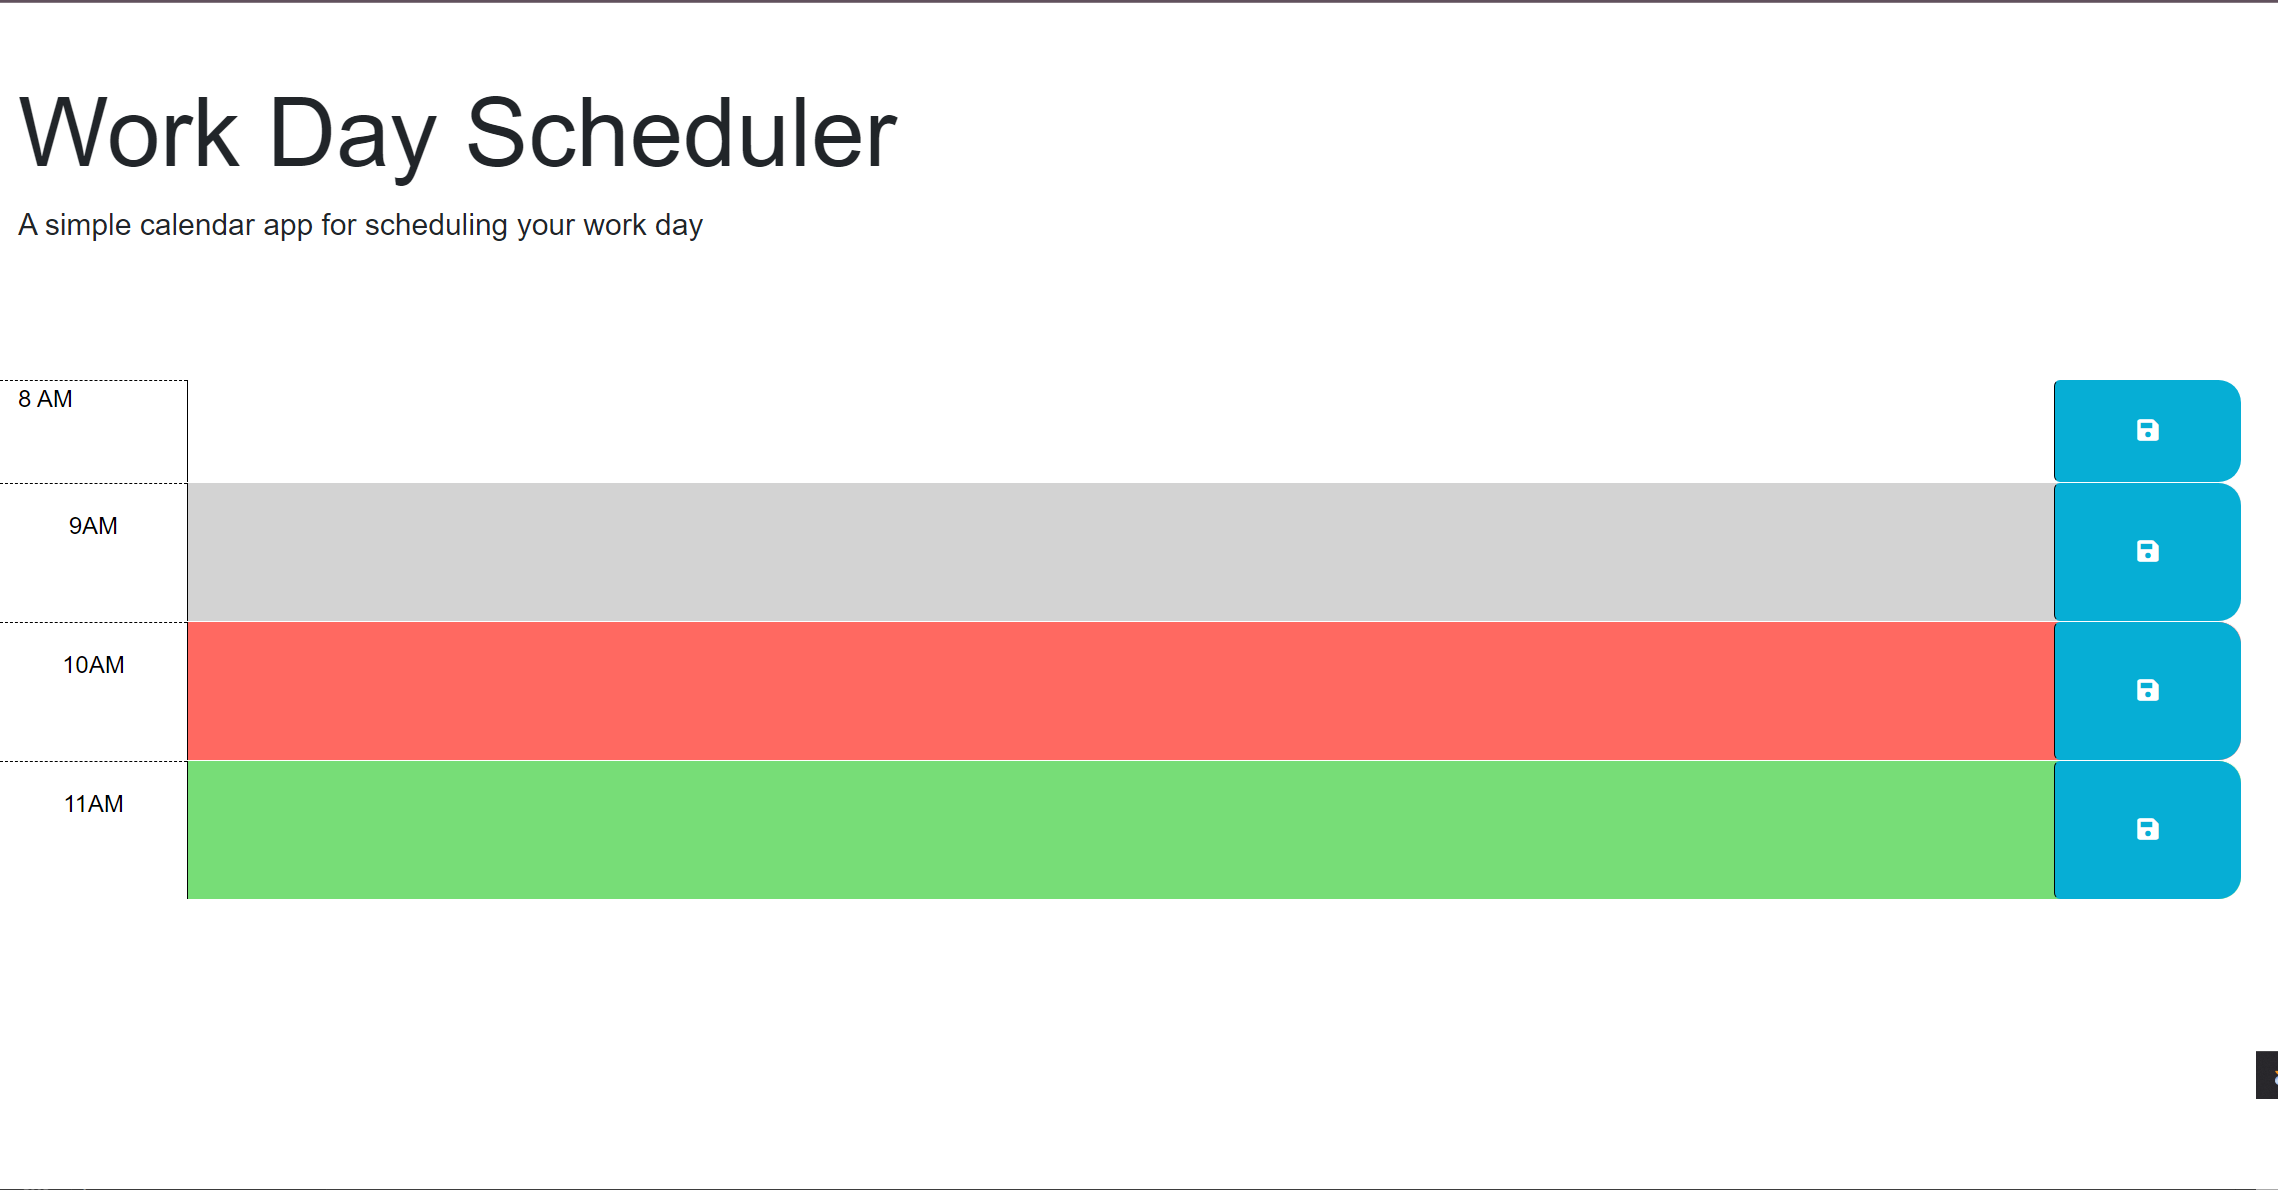 Work Day Scheduler
A simple calendar app for scheduling your work day
8 AM
9AM
10AM
11AM